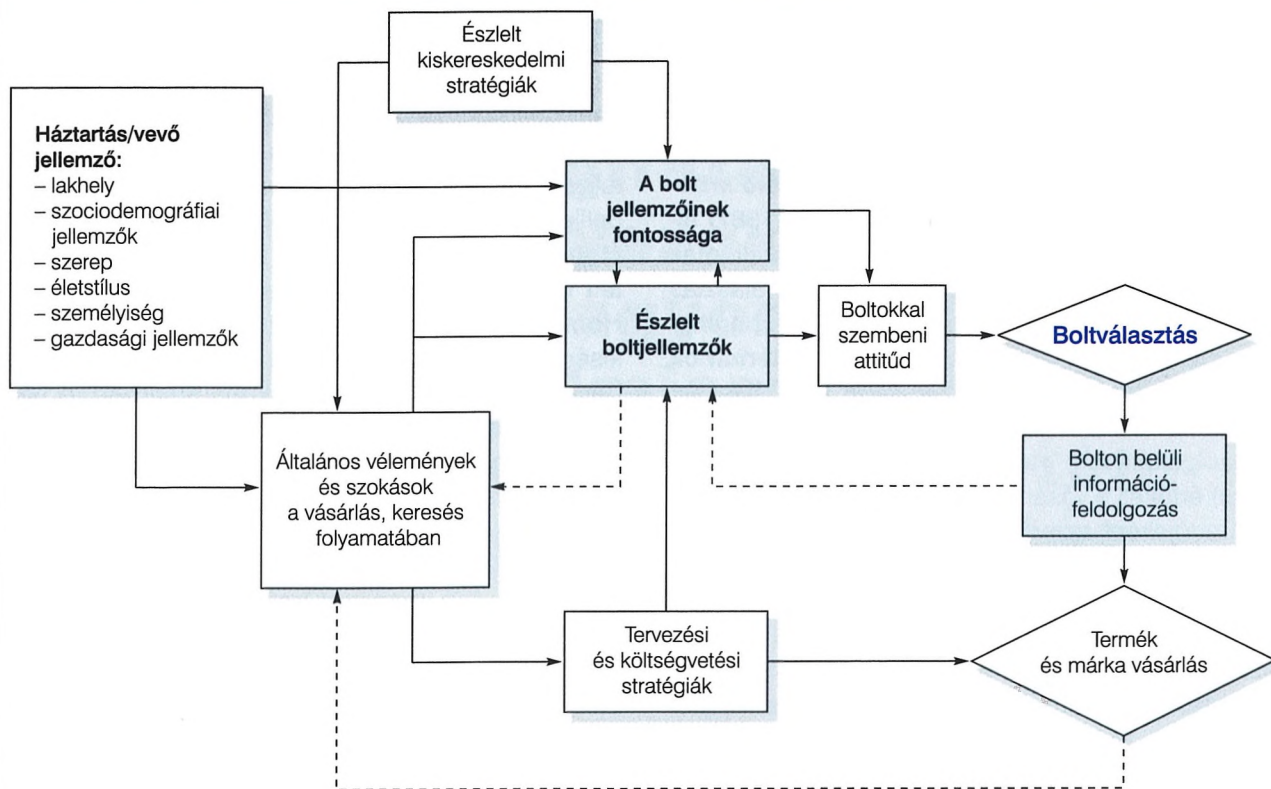 Észlelt
kiskereskedelmi
stratégiák
Háztartás/vevő
jellemző:
– lakhely
– szociodemográfiai
jellemzők
– szerep
– életstílus
– személyiség
– gazdasági jellemzők
A bolt
jellemzőinek
fontossága
Észlelt
boltjellemzők
Boltokkal
szembeni
attitűd
Boltválasztás
Általános vélemények
és szokások
a vásárlás, keresés
folyamatában
Bolton belüli
információ-
feldolgozás
Tervezési
és költségvetési
stratégiák
Termék
és márka vásárlás